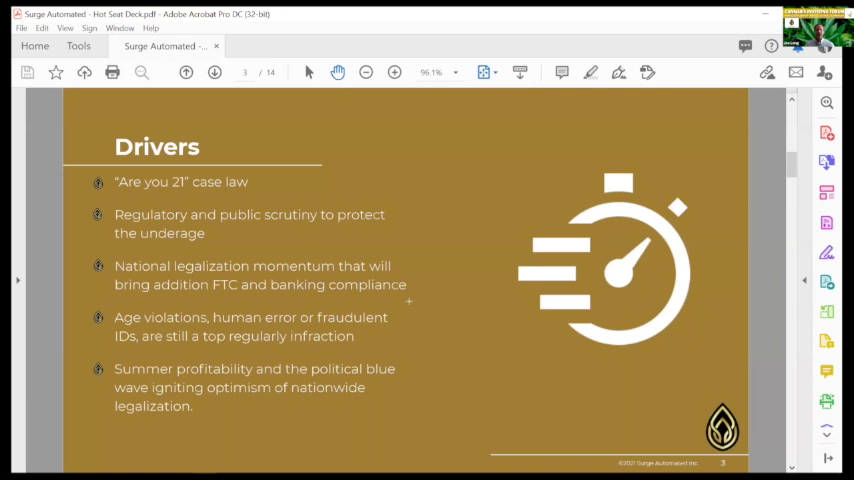 Surge Automated - Hot Seat Deck.pdf - Adobe Acrobat Pro DC (32-bit)
File Edit View Sign Window Help
Home Tools Surge Automated -... ×
3 / 14 96.1%
Drivers
“Are you 21” case law
Regulatory and public scrutiny to protect
the underage
National legalization momentum that will
bring addition FTC and banking compliance
Age violations, human error or fraudulent
IDs, are still a top regularly infraction
Summer profitability and the political blue
wave igniting optimism of nationwide
legalization.
©2021 Surge Automated Inc. 3